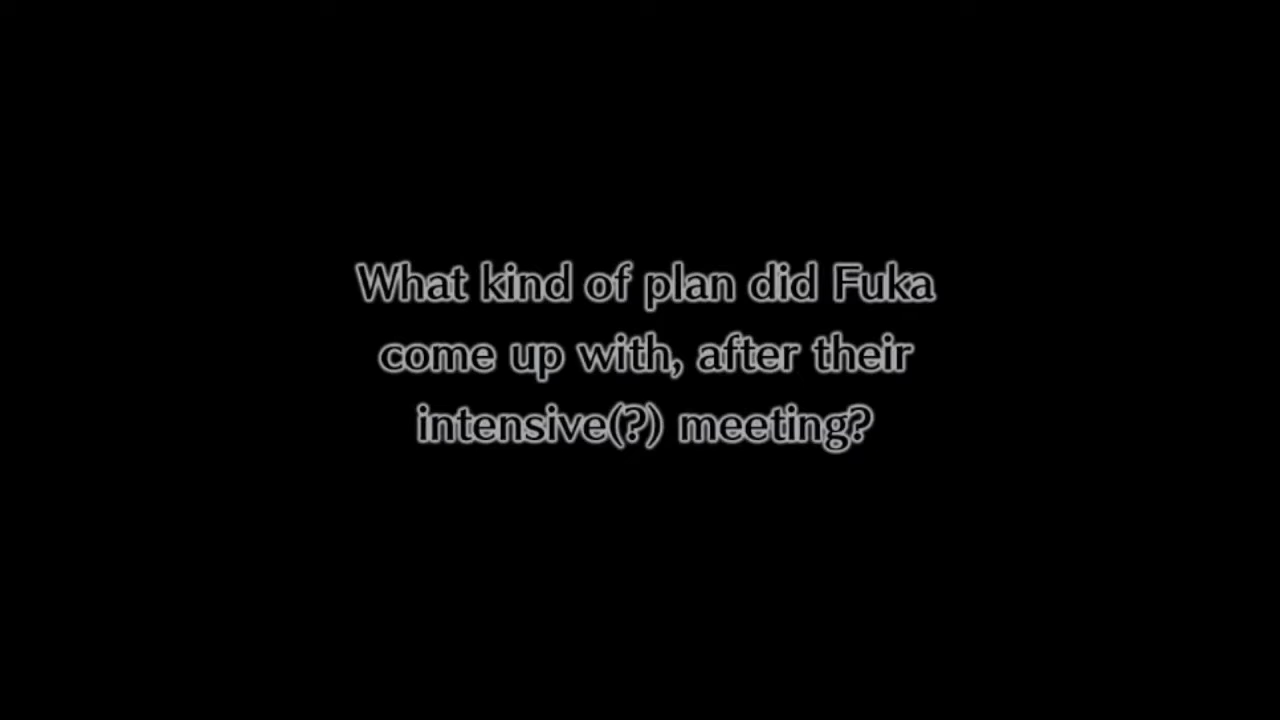 What kind of plan did Fuka
come up with, after their
intensive(?) meeting?